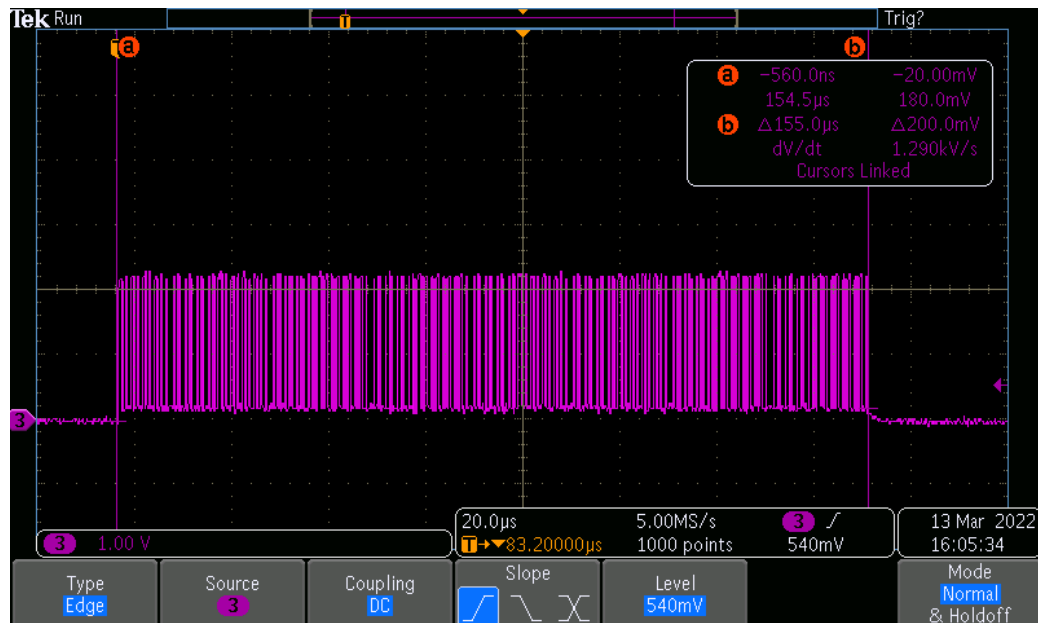 Tek Run Trig?
T a b
a −560.0ns −20.00mV
154.5µs 180.0mV
b △155.0µs △200.0mV
dV/dt 1.290kV/s
Cursors Linked
3
3 1.00 V
20.0µs 5.00MS/s 3
T→▼83.20000µs 1000 points 540mV
13 Mar 2022
16:05:34
Type
Edge
Source
3
Coupling
DC
Slope
Level
540mV
Mode
Normal
& Holdoff